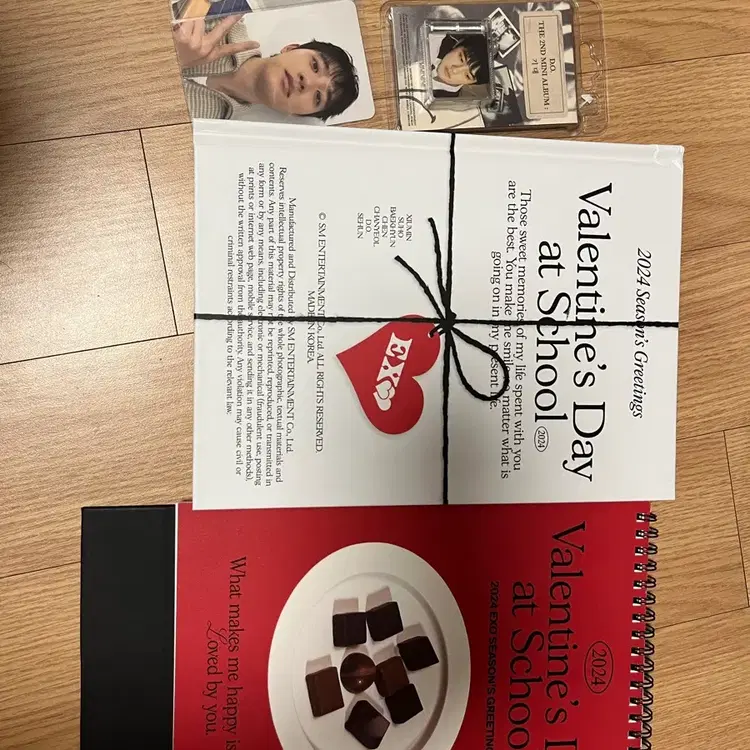 D.O.
THE 2ND MINI ALBUM :
기대
2024 Season's Greetings
Valentine's Day
at School
2024
Those sweet memories of my life spent with you
are the best. You make me smile no matter what is
going on in my present life.
EXO
XIUMIN
SUHO
BAEKHYUN
CHEN
CHANYEOL
D.O.
SEHUN
© SM ENTERTAINMENT Co., Ltd. ALL RIGHTS RESERVED.
MADE IN KOREA
Manufactured and Distributed by SM ENTERTAINMENT Co., Ltd.
Reserves intellectual property rights of the whole photographic, textual materials and
contents. Any part of this material may not be reprinted, reproduced, or transmitted in
any form or by any means, including electronic or mechanical (fraudulent use, posting
at prints or internet web page, mobile service, and sending it in any other methods),
without the written approval from the authority. Any violation may cause civil or
criminal restraints according to the relevant law.
2024
Valentine's
at School
2024 EXO SEASON'S GREETIN
What makes me happy is
Loved by you.